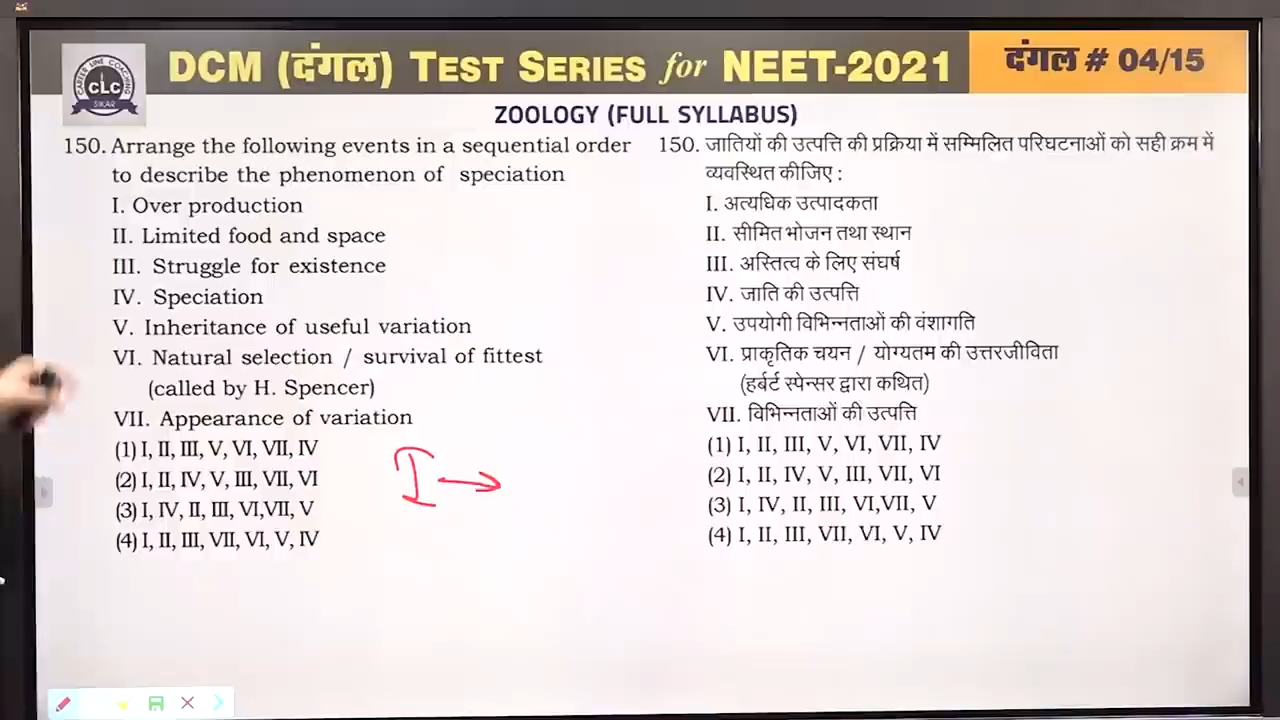 CAREER LINE COACHING
CLC
SIKAR
DCM (दंगल) TEST SERIES for NEET-2021
दंगल # 04/15
ZOOLOGY (FULL SYLLABUS)
150. Arrange the following events in a sequential order
to describe the phenomenon of speciation
I. Over production
II. Limited food and space
III. Struggle for existence
IV. Speciation
V. Inheritance of useful variation
VI. Natural selection / survival of fittest
(called by H. Spencer)
VII. Appearance of variation
(1) I, II, III, V, VI, VII, IV
(2) I, II, IV, V, III, VII, VI
(3) I, IV, II, III, VI,VII, V
(4) I, II, III, VII, VI, V, IV
I →
150. जातियों की उत्पत्ति की प्रक्रिया में सम्मिलित परिघटनाओं को सही क्रम में
व्यवस्थित कीजिए :
I. अत्यधिक उत्पादकता
II. सीमित भोजन तथा स्थान
III. अस्तित्व के लिए संघर्ष
IV. जाति की उत्पत्ति
V. उपयोगी विभिन्नताओं की वंशागति
VI. प्राकृतिक चयन / योग्यतम की उत्तरजीविता
(हर्बर्ट स्पेन्सर द्वारा कथित)
VII. विभिन्नताओं की उत्पत्ति
(1) I, II, III, V, VI, VII, IV
(2) I, II, IV, V, III, VII, VI
(3) I, IV, II, III, VI,VII, V
(4) I, II, III, VII, VI, V, IV